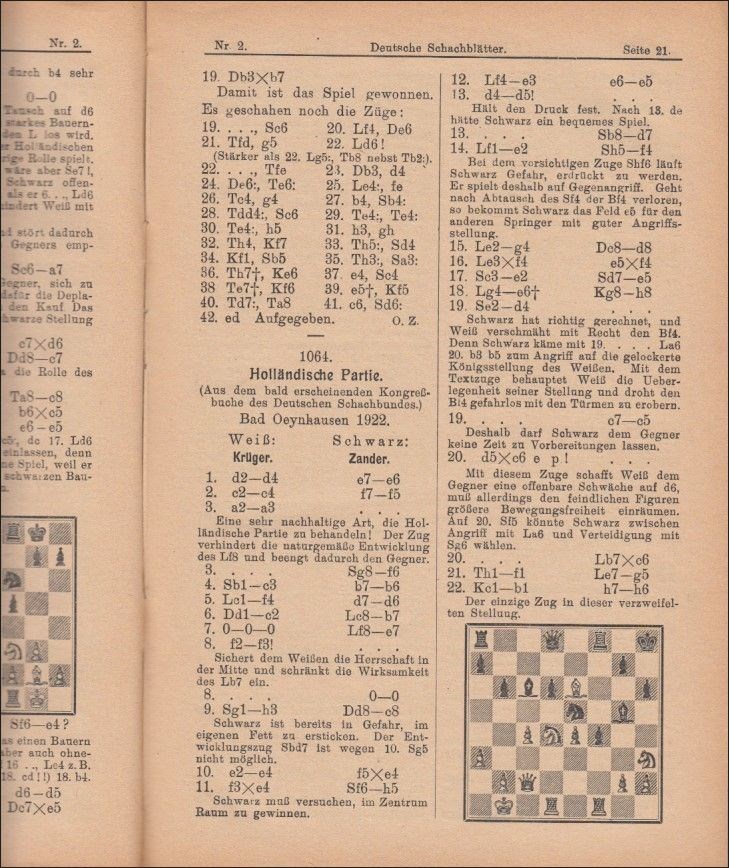 Nr. 2.
durch b4 sehr
0—0
Tausch auf d6
starkes Bauern-
den L los wird.
er Holländischen
rige Rolle spielt.
wäre aber Se7!,
Schwarz offen-
als er 6. . ., Ld6
hindert Weiß mit
stört dadurch
Gegners emp-
Sc6—a7
Gegner, sich zu
dafür die Depla-
den Kauf Das
schwarze Stellung
c7×d6
Dd8—c7
die Rolle des
Ta8—c8
b6×c5
e6—e5
dc 17. Ld6
einlassen, denn
ne Spiel, weil er
schwarzen Bau-
Sf6—e4?
as einen Bauern
aber auch ohne-
16 . ., Le4 z. B.
18. cd!!) 18. b4.
d6—d5
Dc7×e5
Nr 2. Deutsche Schachblätter. Seite 21.
19. Db3×b7
Damit ist das Spiel gewonnen.
Es geschahen noch die Züge:
19. . . ., Sc6 20. Lf4, De6
21. Tfd, g5 22. Ld6!
(Stärker als 22. Lg5:, Tb8 nebst Tb2:).
22. . . ., Tfe 23. Db3, d4
24. De6:, Te6: 25. Le4:, fe
26. Tc4, g4 27. b4, Sb4:
28. Tdd4:, Sc6 29. Te4:, Te4:
30. Te4:, h5 31. h3, gh
32. Th4, Kf7 33. Th5:, Sd4
34. Kf1, Sb5 35. Th3:, Sa3:
36. Th7†, Ke6 37. e4, Sc4
38 Te7†, Kf6 39. e5†, Kf5
40. Td7:, Ta8 41. c6, Sd6:
42. ed Aufgegeben. O. Z.
1064.
Holländische Partie.
(Aus dem bald erscheinenden Kongreß-
buche des Deutschen Schachbundes.)
Bad Oeynhausen 1922.
Weiß: Schwarz:
Krüger. Zander.
1. d2—d4 e7—e6
2. c2—c4 f7—f5
3. a2—a3 . . .
Eine sehr nachhaltige Art, die Hol-
ländische Partie zu behandeln! Der Zug
verhindert die naturgemäße Entwicklung
des Lf8 und beengt dadurch den Gegner.
3. . . . Sg8—f6
4. Sb1—c3 b7—b6
5. Lc1—f4 d7—d6
6. Dd1—c2 Lc8—b7
7. 0—0—0 Lf8—e7
8. f2—f3! . . .
Sichert dem Weißen die Herrschaft in
der Mitte und schränkt die Wirksamkeit
des Lb7 ein.
8. . . . 0—0
9. Sg1—h3 Dd8—c8
Schwarz ist bereits in Gefahr, im
eigenen Fett zu ersticken. Der Ent-
wicklungszug Sbd7 ist wegen 10. Sg5
nicht möglich.
10. e2—e4 f5×e4
11. f3×e4 Sf6—h5
Schwarz muß versuchen, im Zentrum
Raum zu gewinnen.
12. Lf4—e3 e6—e5
13. d4—d5! . . .
Hält den Druck fest. Nach 13. de
hätte Schwarz ein bequemes Spiel.
13. . . . Sb8—d7
14. Lf1—e2 Sh5—f4
Bei dem vorsichtigen Zuge Shf6 läuft
Schwarz Gefahr, erdrückt zu werden.
Er spielt deshalb auf Gegenangriff. Geht
nach Abtausch des Sf4 der Bf4 verloren,
so bekommt Schwarz das Feld e5 für den
anderen Springer mit guter Angriffs-
stellung.
15. Le2—g4 Dc8—d8
16. Le3×f4 e5×f4
17. Sc3—e2 Sd7—e5
18. Lg4—e6† Kg8—h8
19. Se2—d4 . . .
Schwarz hat richtig gerechnet, und
Weiß verschmäht mit Recht den Bf4.
Denn Schwarz käme mit 19. . . . La6
20. b3 b5 zum Angriff auf die gelockerte
Königsstellung des Weißen. Mit dem
Textzuge behauptet Weiß die Ueber-
legenheit seiner Stellung und droht den
Bf4 gefahrlos mit den Türmen zu erobern.
19. . . . c7—c5
Deshalb darf Schwarz dem Gegner
keine Zeit zu Vorbereitungen lassen.
20. d5×c6 e p! . . .
Mit diesem Zuge schafft Weiß dem
Gegner eine offenbare Schwäche auf d6,
muß allerdings den feindlichen Figuren
größere Bewegungsfreiheit einräumen.
Auf 20. Sf5 könnte Schwarz zwischen
Angriff mit La6 und Verteidigung mit
Sg6 wählen.
20. . . . Lb7×c6
21. Th1—f1 Le7—g5
22. Kc1—b1 h7—h6
Der einzige Zug in dieser verzweifel-
ten Stellung.